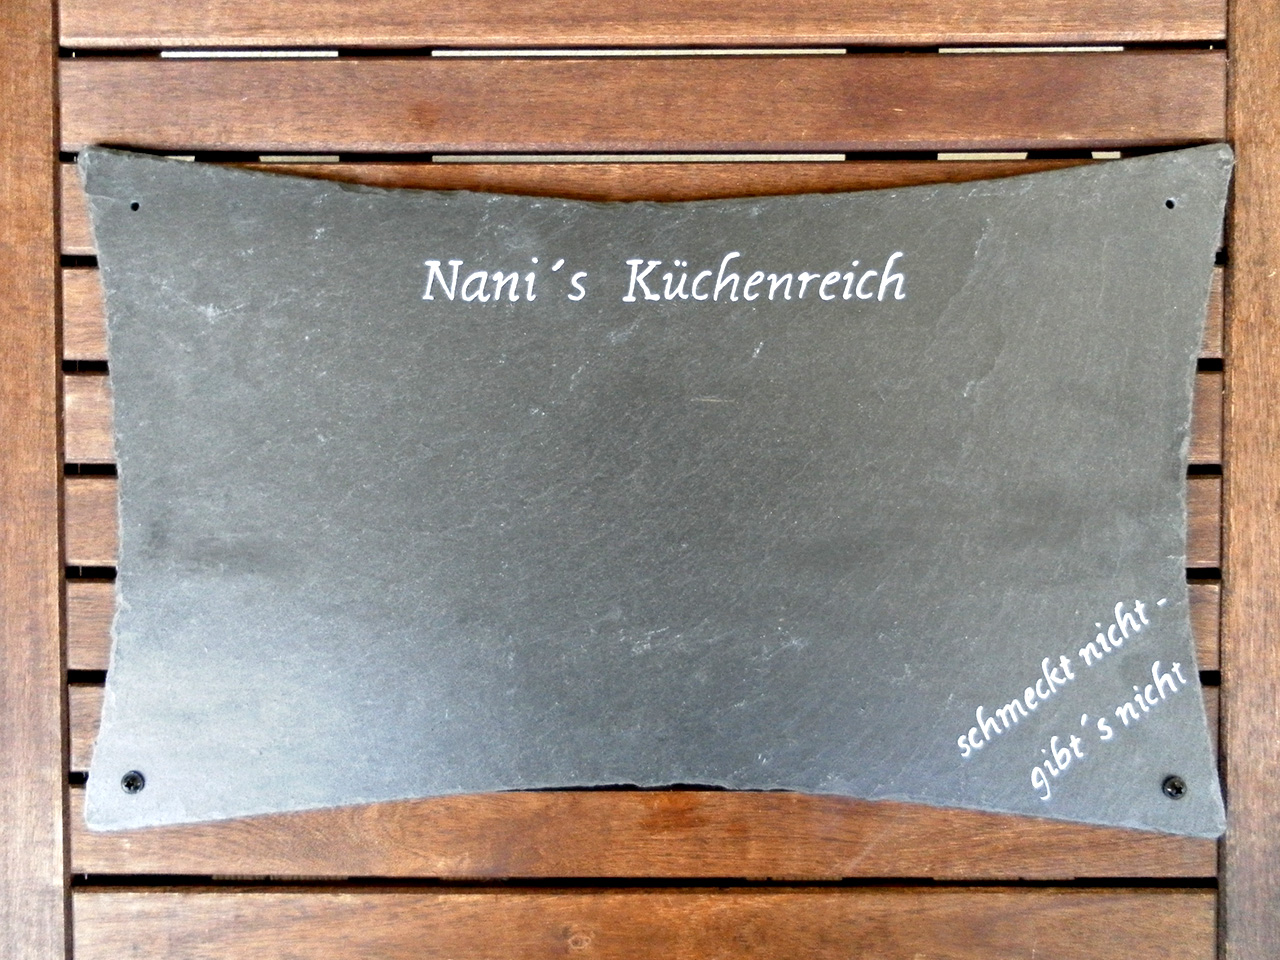 Nani´s Küchenreich
schmeckt nicht -
gibt´s nicht